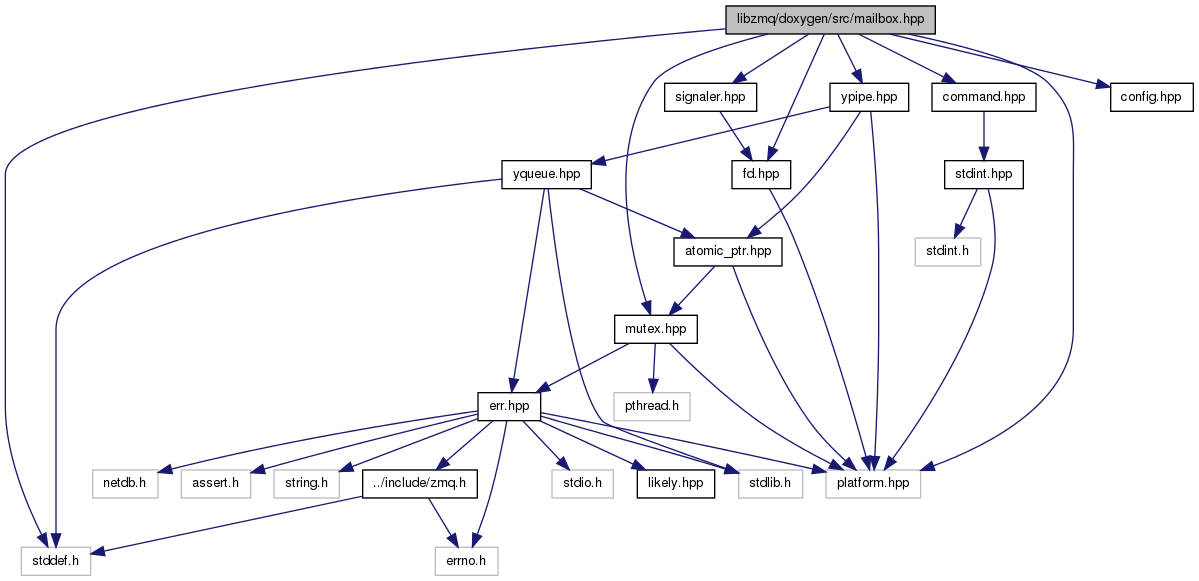 libzmq/doxygen/src/mailbox.hpp
signaler.hpp
ypipe.hpp
command.hpp
config.hpp
yqueue.hpp
fd.hpp
stdint.hpp
atomic_ptr.hpp
stdint.h
mutex.hpp
err.hpp
pthread.h
netdb.h
assert.h
string.h
../include/zmq.h
stdio.h
likely.hpp
stdlib.h
platform.hpp
stddef.h
errno.h